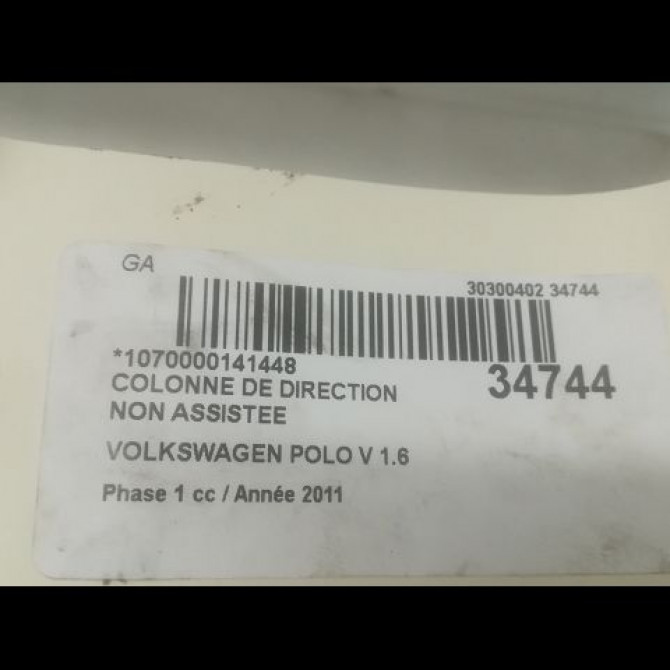 GA
30300402 34744
*1070000141448
34744
COLONNE DE DIRECTION
NON ASSISTEE
VOLKSWAGEN POLO V 1.6
Phase 1 cc / Année 2011